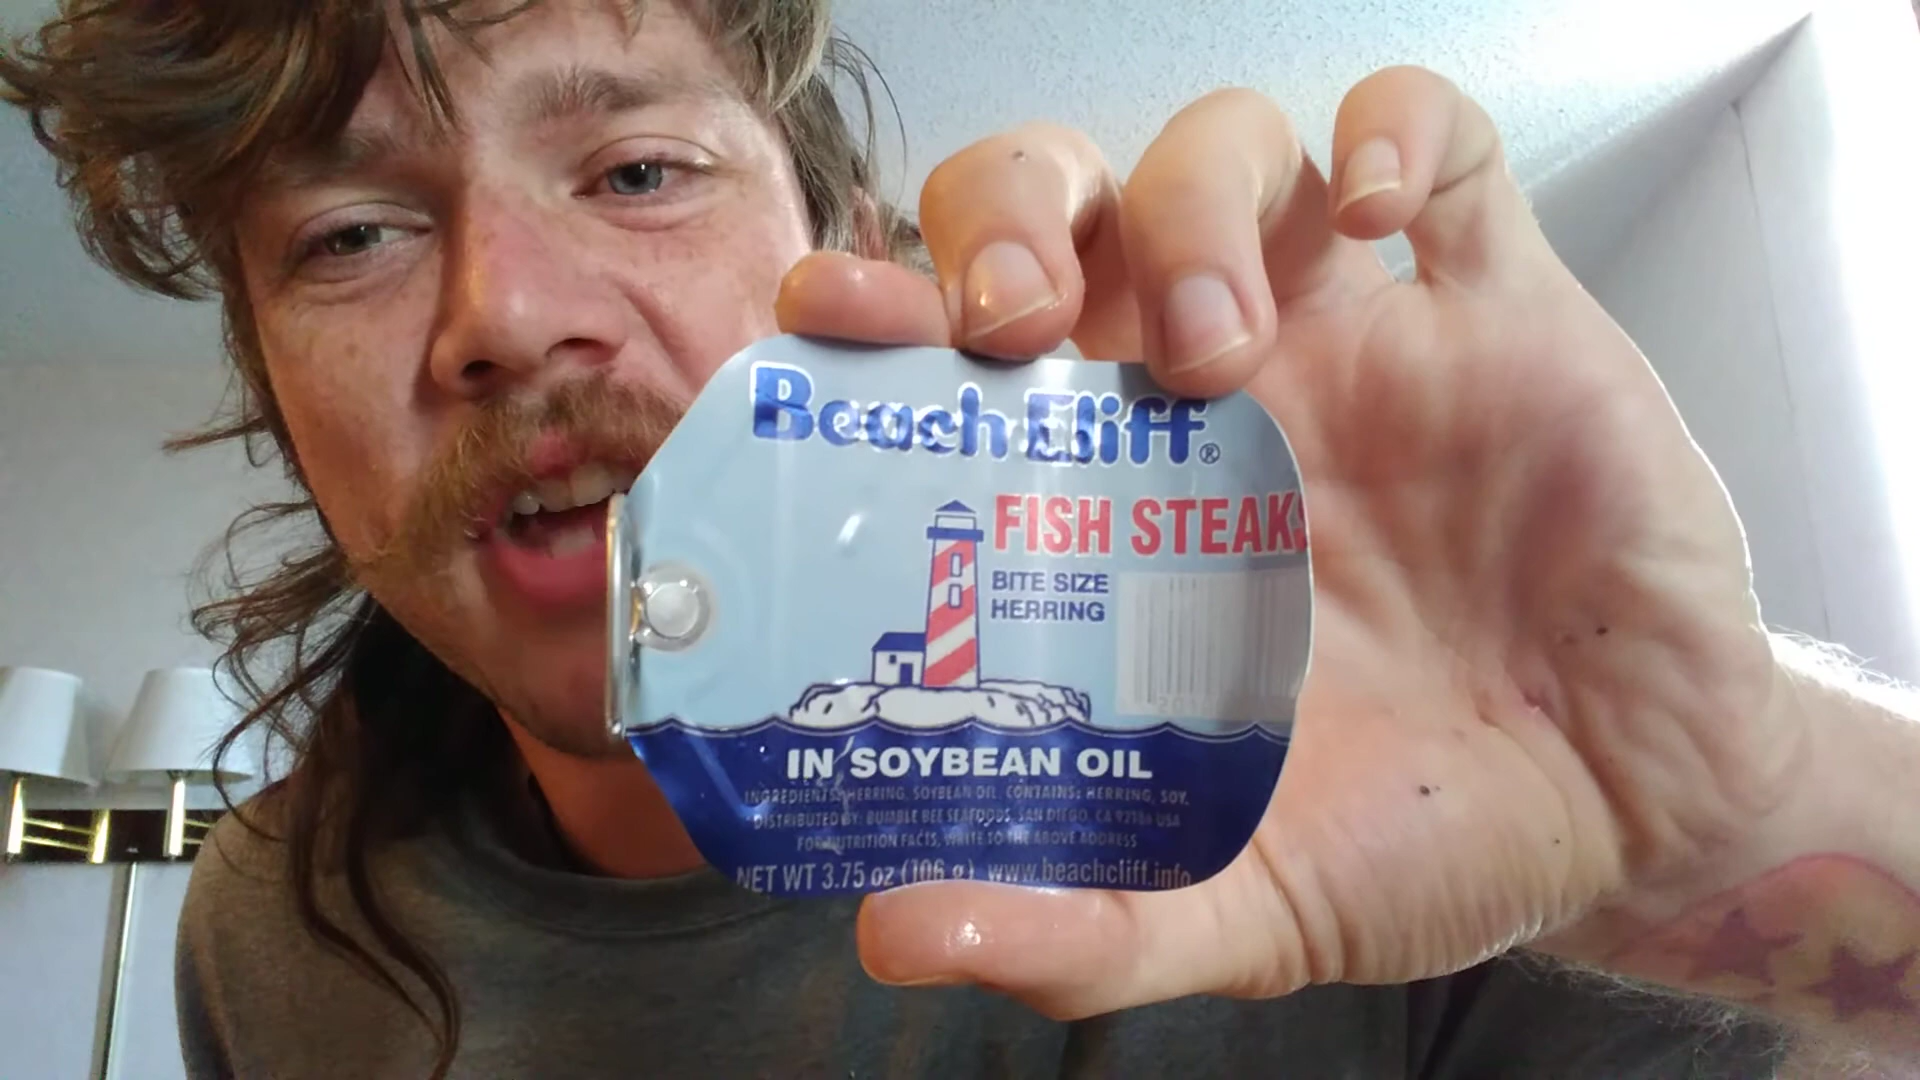 Beach Cliff®
FISH STEAKS
BITE SIZE
HERRING
IN SOYBEAN OIL
INGREDIENTS: HERRING, SOYBEAN OIL. CONTAINS: HERRING, SOY.
DISTRIBUTED BY: BUMBLE BEE SEAFOODS, SAN DIEGO, CA 92186 USA
FOR NUTRITION FACTS, WRITE TO THE ABOVE ADDRESS
NET WT 3.75 oz (106 g) www.beachcliff.info